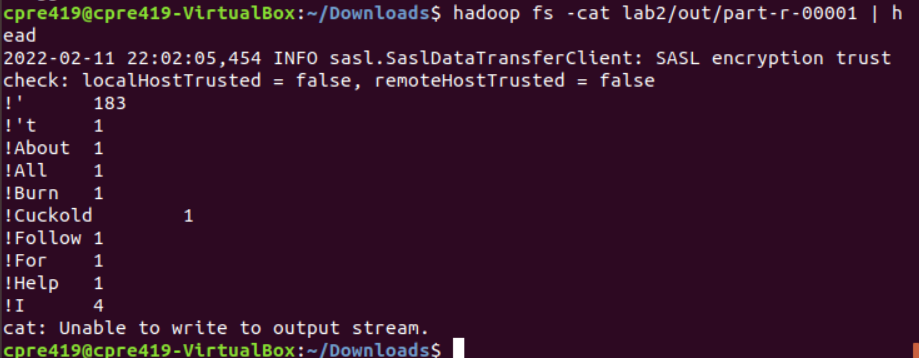 cpre419@cpre419-VirtualBox:~/Downloads$ hadoop fs -cat lab2/out/part-r-00001 | h
ead
2022-02-11 22:02:05,454 INFO sasl.SaslDataTransferClient: SASL encryption trust
check: localHostTrusted = false, remoteHostTrusted = false
!'      183
!'t     1
!About  1
!All    1
!Burn   1
!Cuckold        1
!Follow 1
!For    1
!Help   1
!I      4
cat: Unable to write to output stream.
cpre419@cpre419-VirtualBox:~/Downloads$